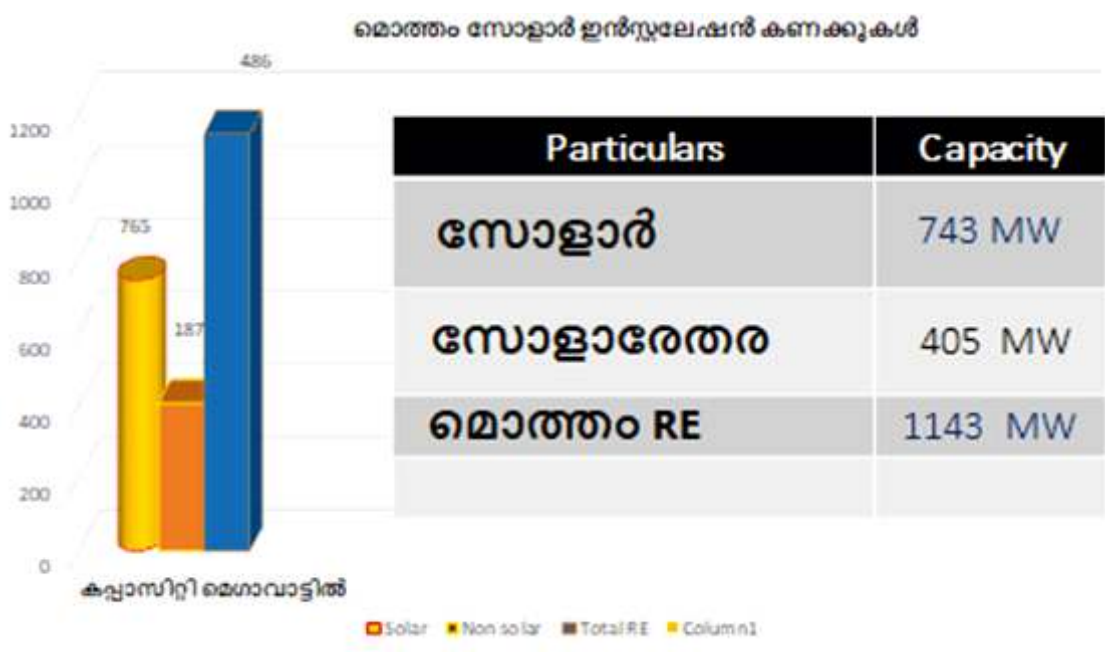 മൊത്തം സോളാർ ഇൻസ്റ്റലേഷൻ കണക്കുകൾ
486
1200
1000
765
800
187
600
400
200
0
കപ്പാസിറ്റി മെഗാവാട്ടിൽ
Solar Non solar Total RE Column1
Particulars Capacity
സോളാർ 743 MW
സോളാരേതര 405 MW
മൊത്തം RE 1143 MW